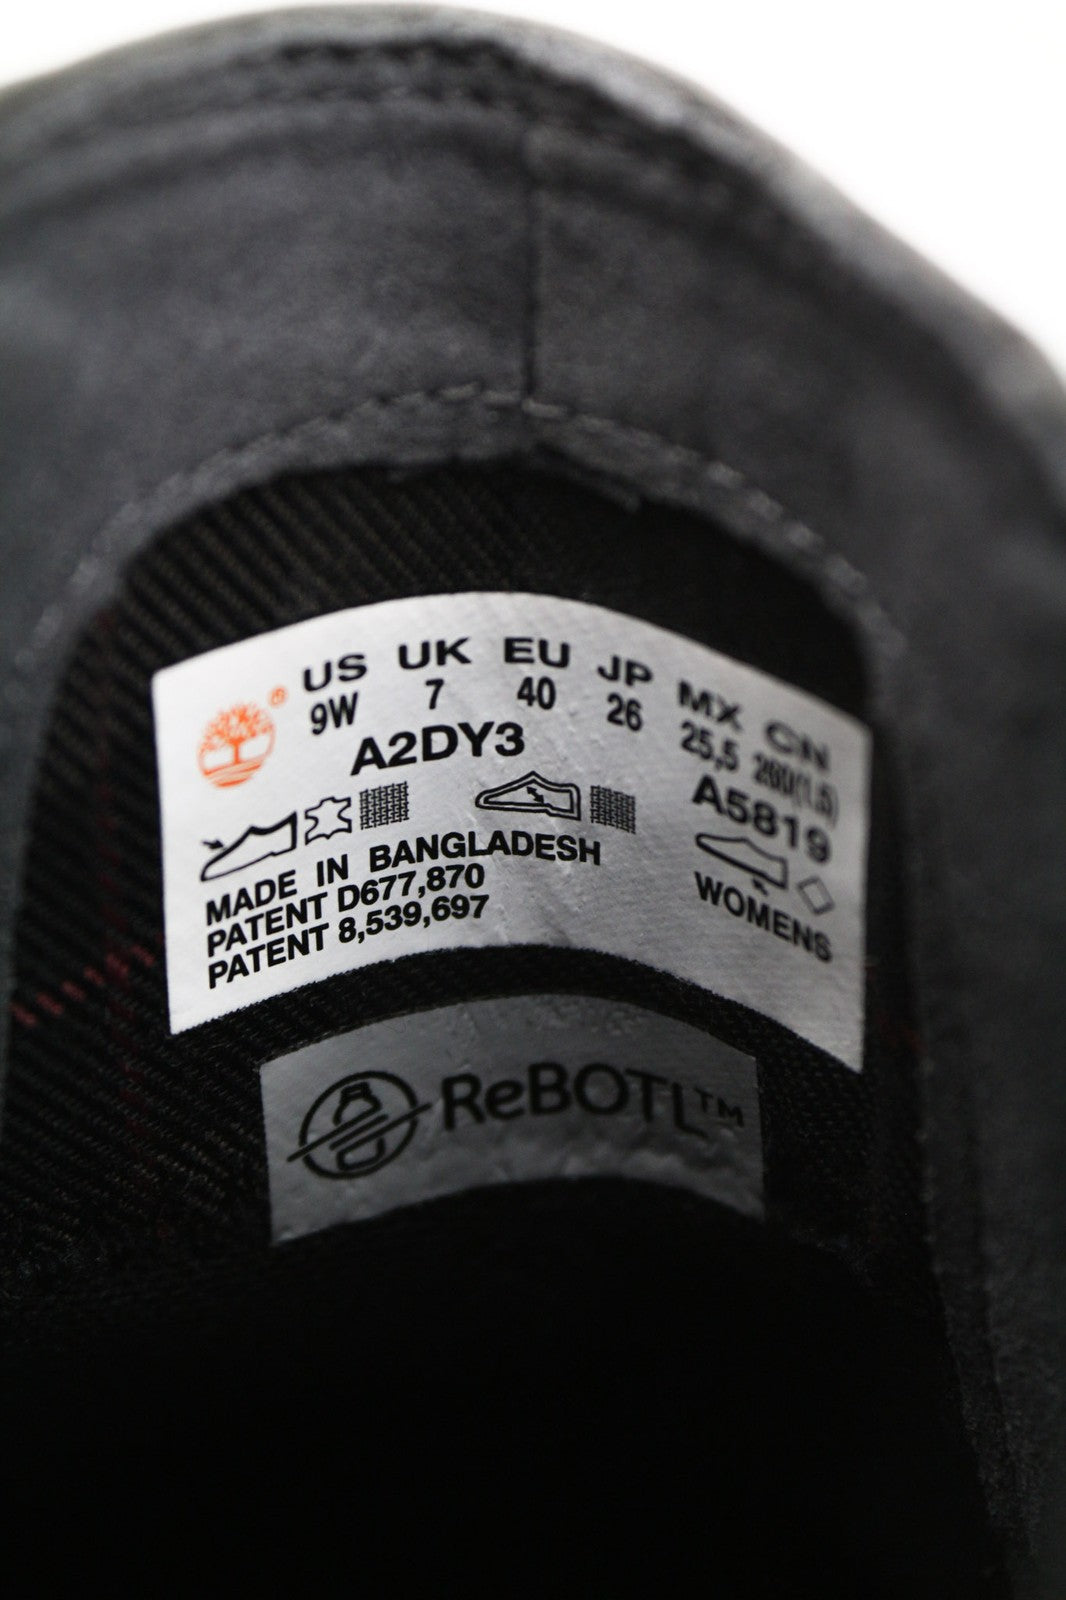 US UK EU JP MX CN
9W 7 40 26 25,5 260(1.5)
A2DY3 A5819
MADE IN BANGLADESH
PATENT D677,870
PATENT 8,539,697
WOMENS
ReBOTL™
®